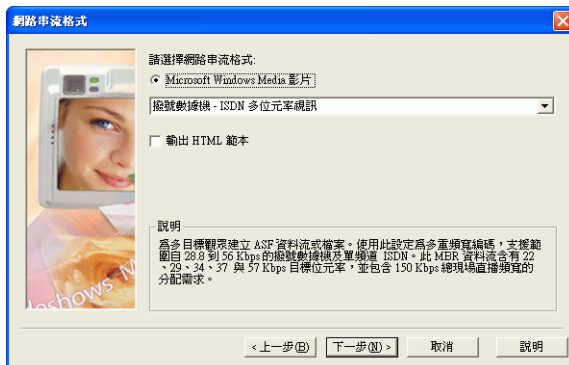 網路串流格式
請選擇網路串流格式:
Microsoft Windows Media 影片
撥號數據機 - ISDN 多位元率視訊
輸出 HTML 範本
說明
為多目標觀眾建立 ASF 資料流或檔案。使用此設定為多重頻寬編碼，支援範
圍自 28.8 到 56 Kbps 的撥號數據機及單頻道 ISDN。此 MBR 資料流含有 22
、29、34、37 與 57 Kbps 目標位元率，並包含 150 Kbps 總現場直播頻寬的
分配需求。
eshows
< 上一步(B)
下一步(N) >
取消
說明